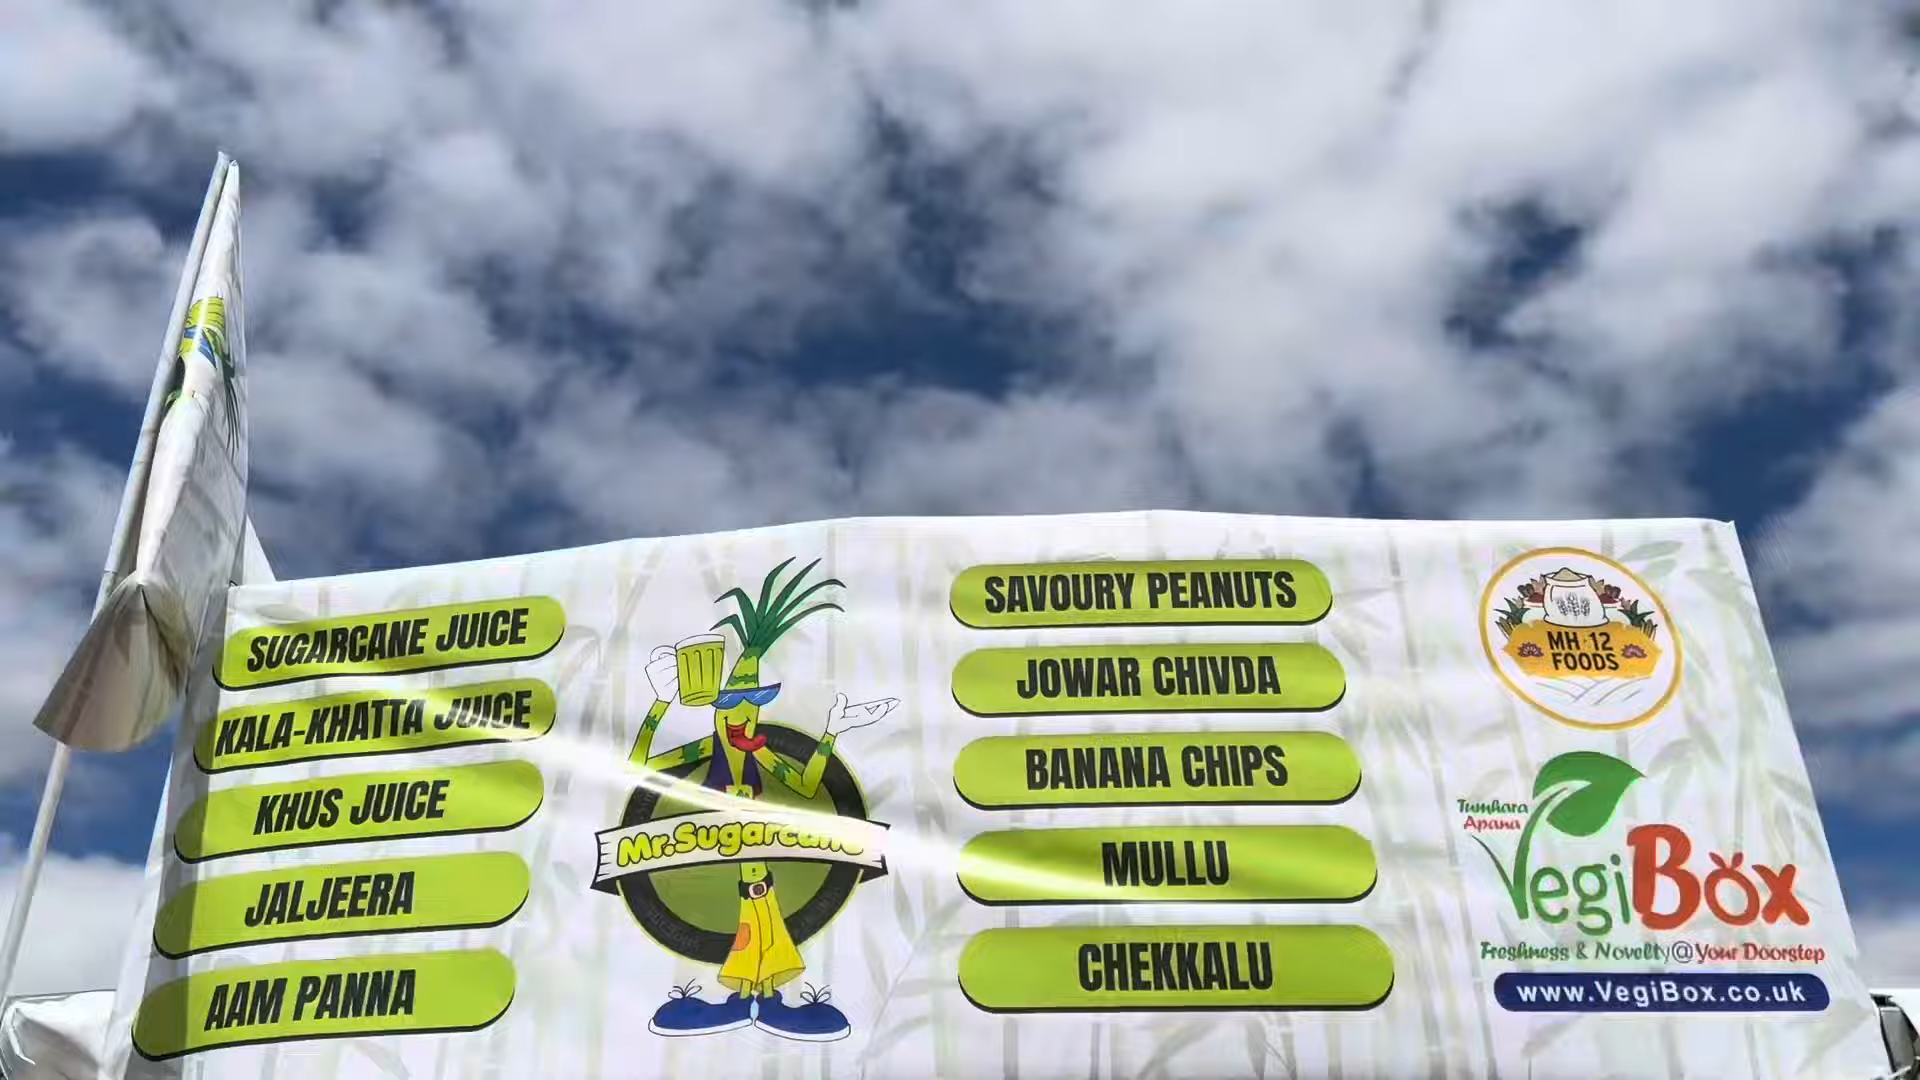 SUGARCANE JUICE
KALA-KHATTA JUICE
KHUS JUICE
JALJEERA
AAM PANNA
Mr.Sugarcane
SAVOURY PEANUTS
JOWAR CHIVDA
BANANA CHIPS
MULLU
CHEKKALU
MH 12
FOODS
Tumhara
Apana
VegiBox
Freshness & Novelty@Your Doorstep
www.VegiBox.co.uk